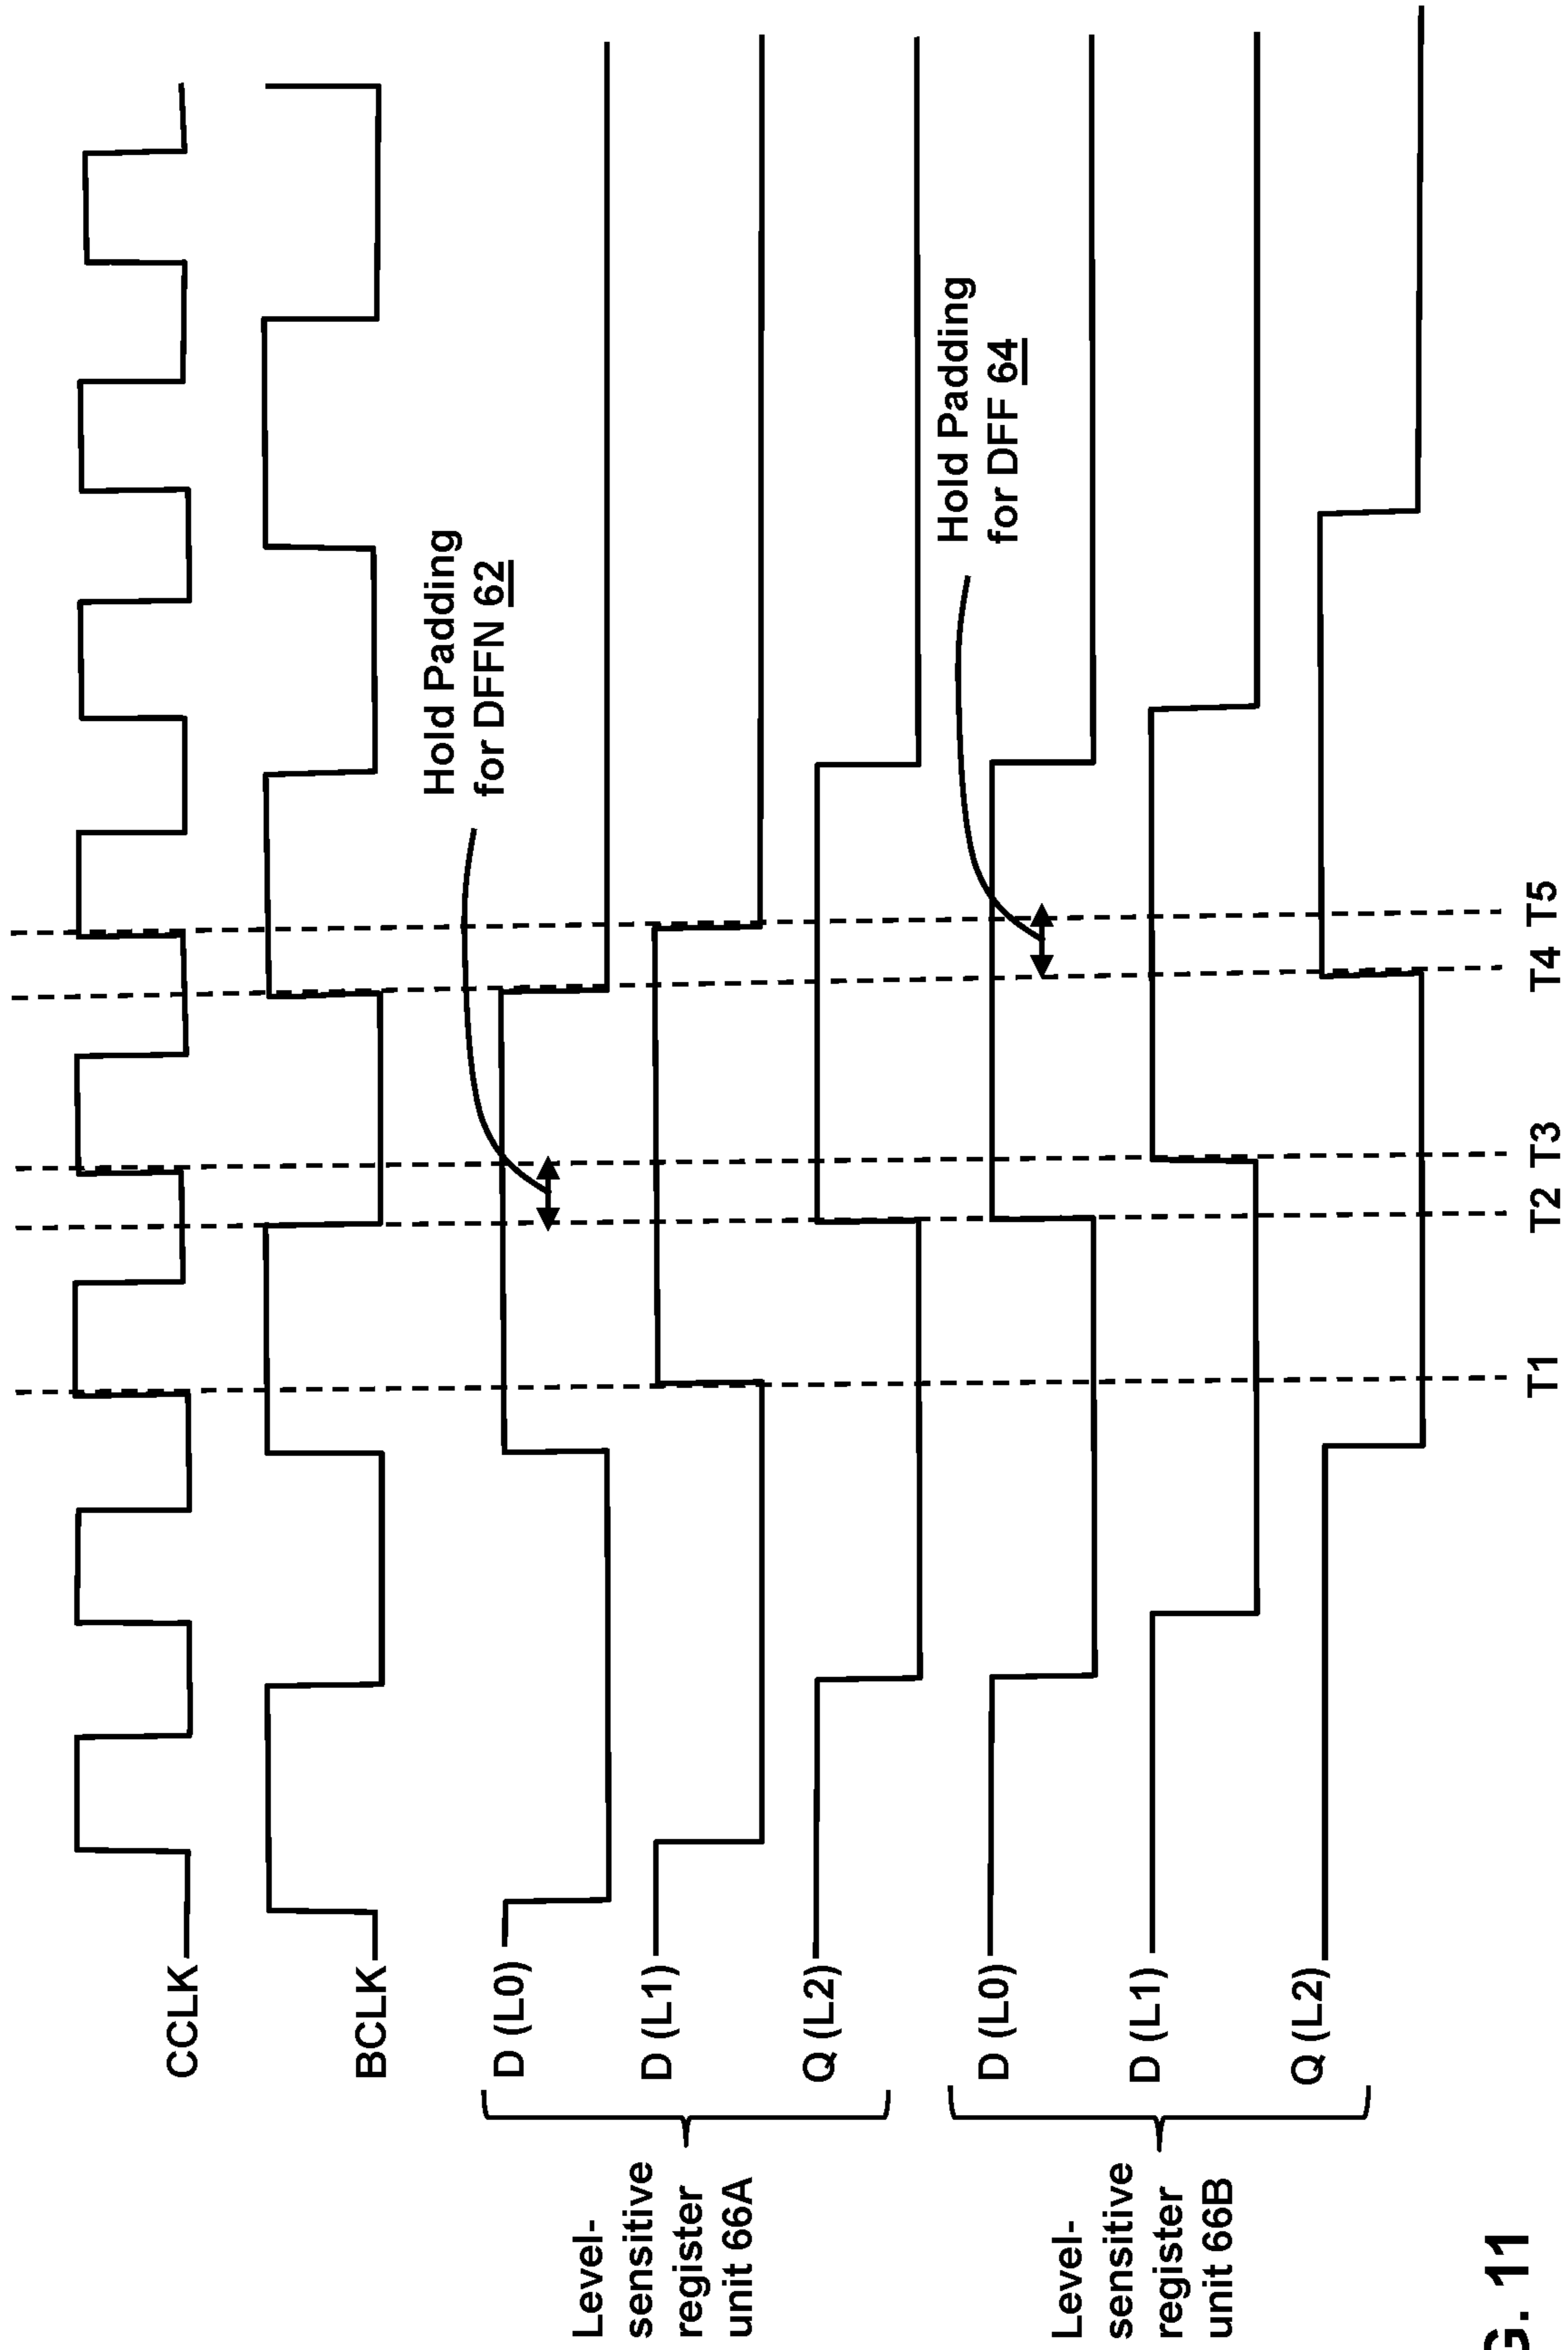 CCLK
BCLK
Hold Padding
for DFFN 62
D (L0)
D (L1)
Q (L2)
Level-
sensitive
register
unit 66A
Hold Padding
for DFF 64
D (L0)
D (L1)
Q (L2)
Level-
sensitive
register
unit 66B
T1
T2
T3
T4
T5
G. 11